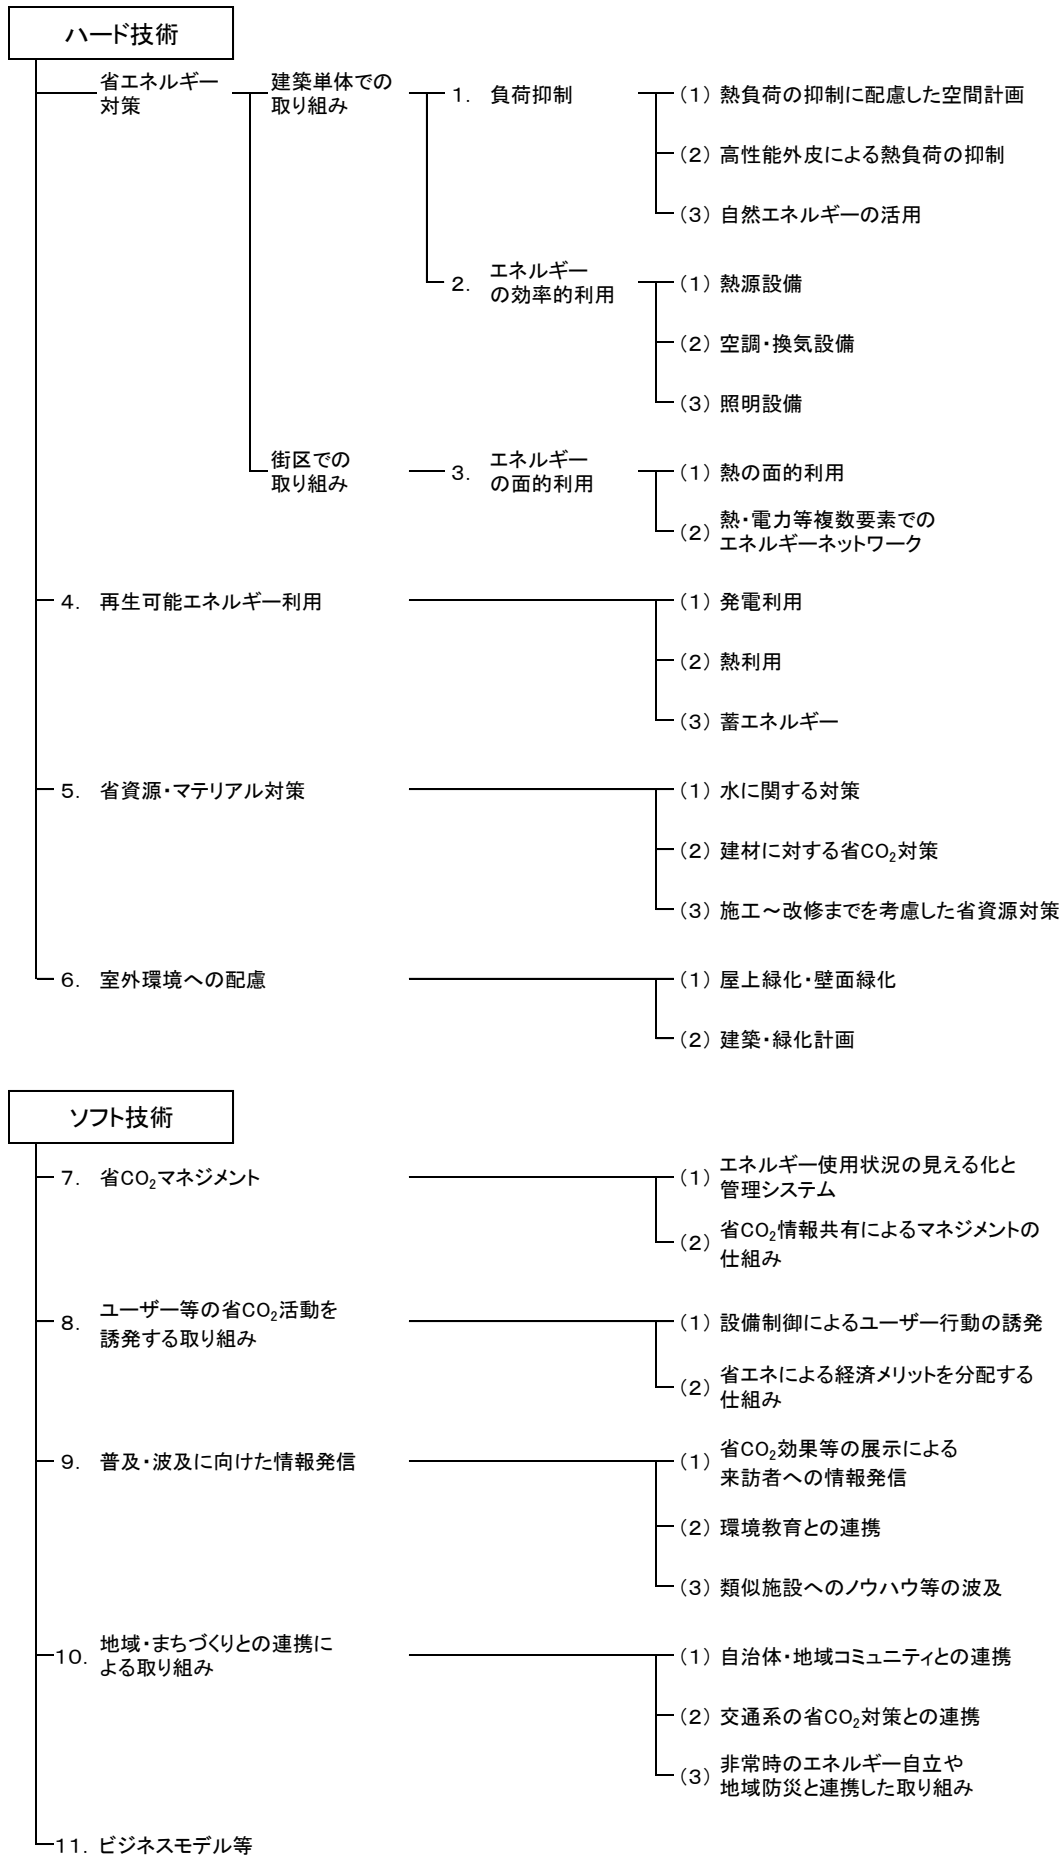 ハード技術
省エネルギー
対策
建築単体での
取り組み
1. 負荷抑制
(1) 熱負荷の抑制に配慮した空間計画
(2) 高性能外皮による熱負荷の抑制
(3) 自然エネルギーの活用
2. エネルギー
の効率的利用
(1) 熱源設備
(2) 空調・換気設備
(3) 照明設備
街区での
取り組み
3. エネルギー
の面的利用
(1) 熱の面的利用
(2) 熱・電力等複数要素での
エネルギーネットワーク
4. 再生可能エネルギー利用
(1) 発電利用
(2) 熱利用
(3) 蓄エネルギー
5. 省資源・マテリアル対策
(1) 水に関する対策
(2) 建材に対する省CO₂対策
(3) 施工～改修までを考慮した省資源対策
6. 室外環境への配慮
(1) 屋上緑化・壁面緑化
(2) 建築・緑化計画
ソフト技術
7. 省CO₂マネジメント
(1) エネルギー使用状況の見える化と
管理システム
(2) 省CO₂情報共有によるマネジメントの
仕組み
8. ユーザー等の省CO₂活動を
誘発する取り組み
(1) 設備制御によるユーザー行動の誘発
(2) 省エネによる経済メリットを分配する
仕組み
9. 普及・波及に向けた情報発信
(1) 省CO₂効果等の展示による
来訪者への情報発信
(2) 環境教育との連携
(3) 類似施設へのノウハウ等の波及
10. 地域・まちづくりとの連携に
よる取り組み
(1) 自治体・地域コミュニティとの連携
(2) 交通系の省CO₂対策との連携
(3) 非常時のエネルギー自立や
地域防災と連携した取り組み
11. ビジネスモデル等